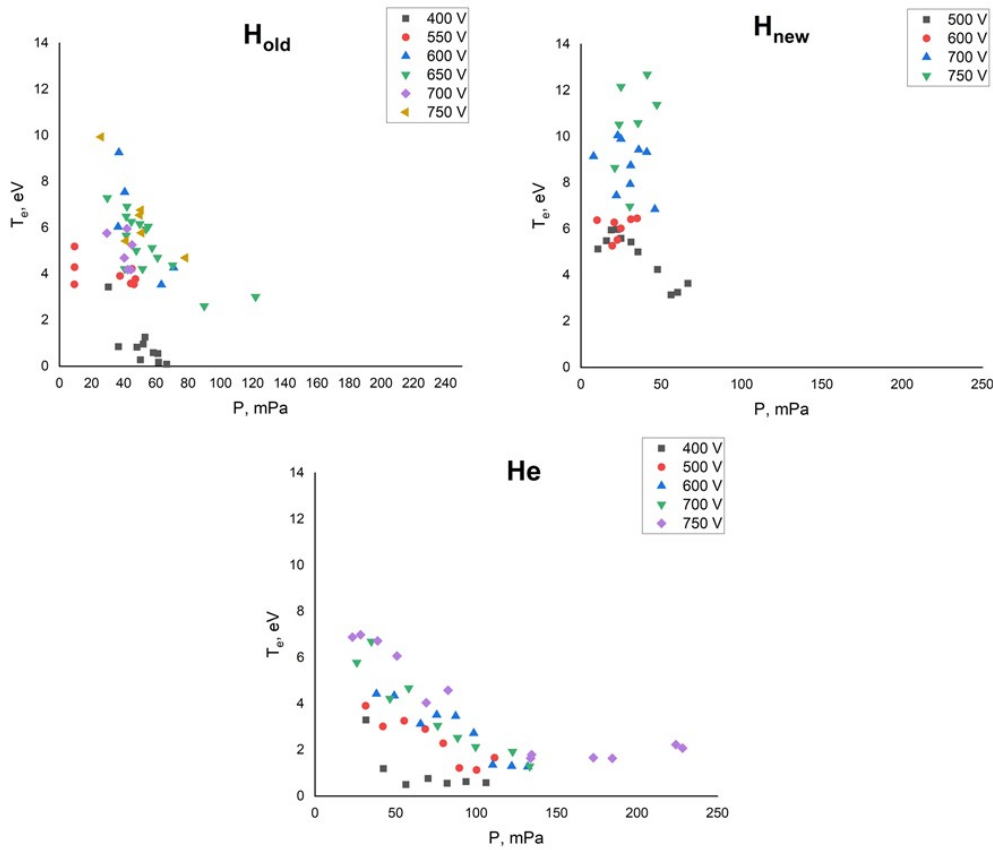 H_old
400 V
550 V
600 V
650 V
700 V
750 V
14
12
10
8
6
4
2
0
T_e, eV
0 20 40 60 80 100 120 140 160 180 200 220 240
P, mPa
H_new
500 V
600 V
700 V
750 V
14
12
10
8
6
4
2
0
T_e, eV
0 50 100 150 200 250
P, mPa
He
400 V
500 V
600 V
700 V
750 V
14
12
10
8
6
4
2
0
T_e, eV
0 50 100 150 200 250
P, mPa